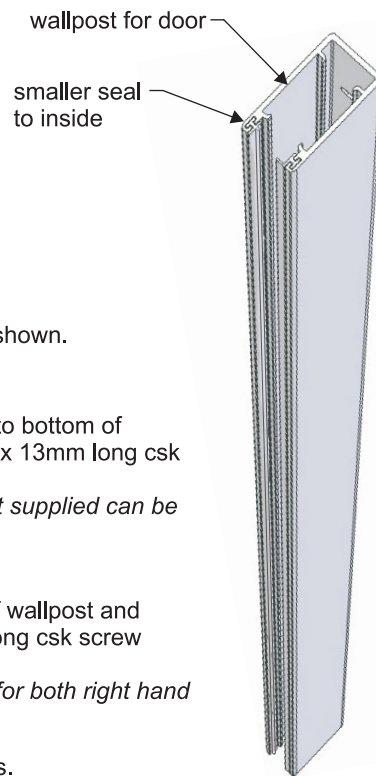 wallpost for door
smaller seal
to inside
shown.
to bottom of
x 13mm long csk
t supplied can be
wallpost and
ong csk screw
for both right hand
s.